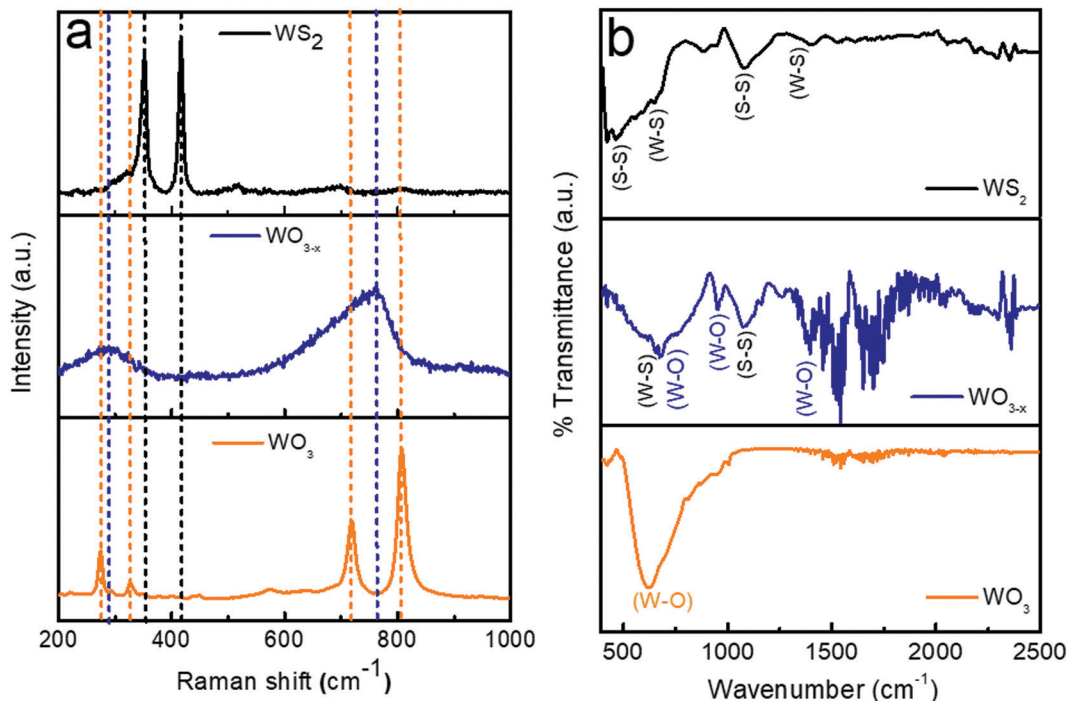 a
WS₂
WO₃₋ₓ
WO₃
Intensity (a.u.)
200 400 600 800 1000
Raman shift (cm⁻¹)
b
(S-S)
(W-S)
(S-S)
(W-S)
WS₂
(W-S)
(W-O)
(W-O)
(S-S)
(W-O)
WO₃₋ₓ
(W-O)
WO₃
% Transmittance (a.u.)
500 1000 1500 2000 2500
Wavenumber (cm⁻¹)